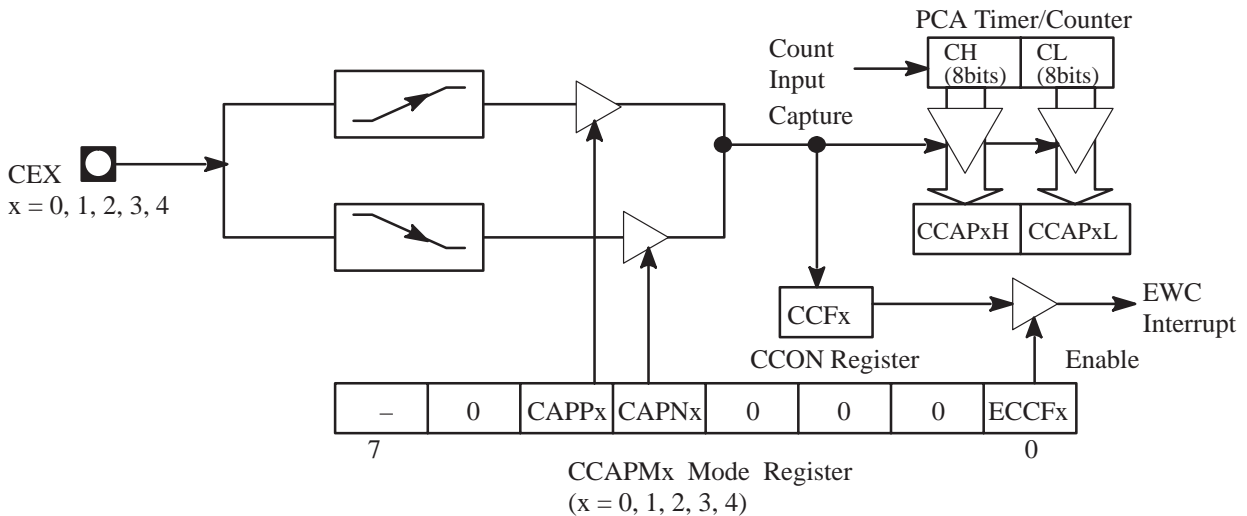 PCA Timer/Counter
Count
Input
CH
(8bits)
CL
(8bits)
Capture
CEX
x = 0, 1, 2, 3, 4
CCAPxH
CCAPxL
CCFx
EWC
Interrupt
CCON Register
Enable
– 0 CAPPx CAPNx 0 0 0 ECCFx
7 0
CCAPMx Mode Register
(x = 0, 1, 2, 3, 4)